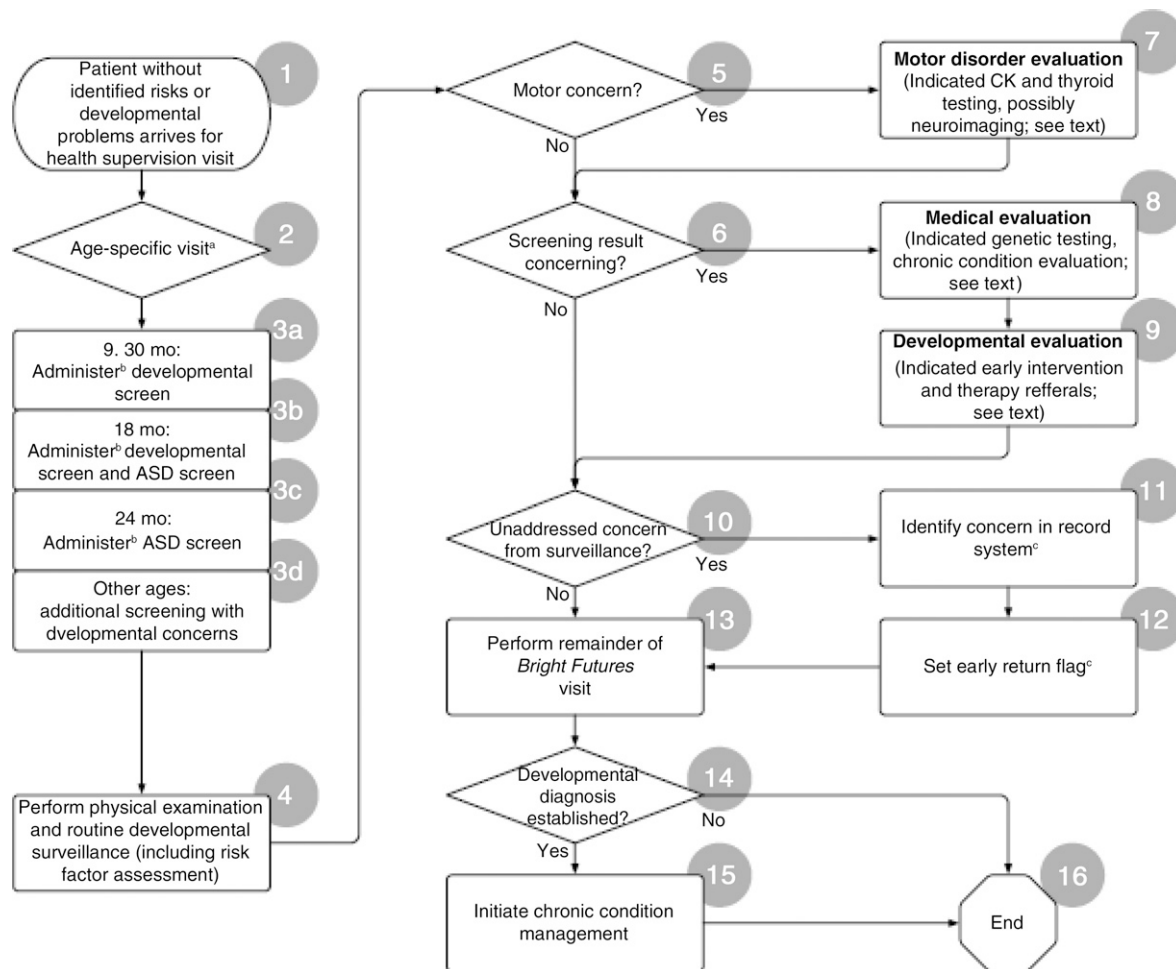 1
Patient without
identified risks or
developmental
problems arrives for
health supervision visit
2
Age-specific visitᵃ
3a
9. 30 mo:
Administerᵇ developmental
screen
3b
18 mo:
Administerᵇ developmental
screen and ASD screen
3c
24 mo:
Administerᵇ ASD screen
3d
Other ages:
additional screening with
dvelopmental concerns
4
Perform physical examination
and routine developmental
surveillance (including risk
factor assessment)
5
Motor concern?
Yes
No
7
Motor disorder evaluation
(Indicated CK and thyroid
testing, possibly
neuroimaging; see text)
6
Screening result
concerning?
Yes
No
8
Medical evaluation
(Indicated genetic testing,
chronic condition evaluation;
see text)
9
Developmental evaluation
(Indicated early intervention
and therapy refferals;
see text)
10
Unaddressed concern
from surveillance?
Yes
No
11
Identify concern in record
systemᶜ
12
Set early return flagᶜ
13
Perform remainder of
Bright Futures
visit
14
Developmental
diagnosis
established?
No
Yes
15
Initiate chronic condition
management
16
End